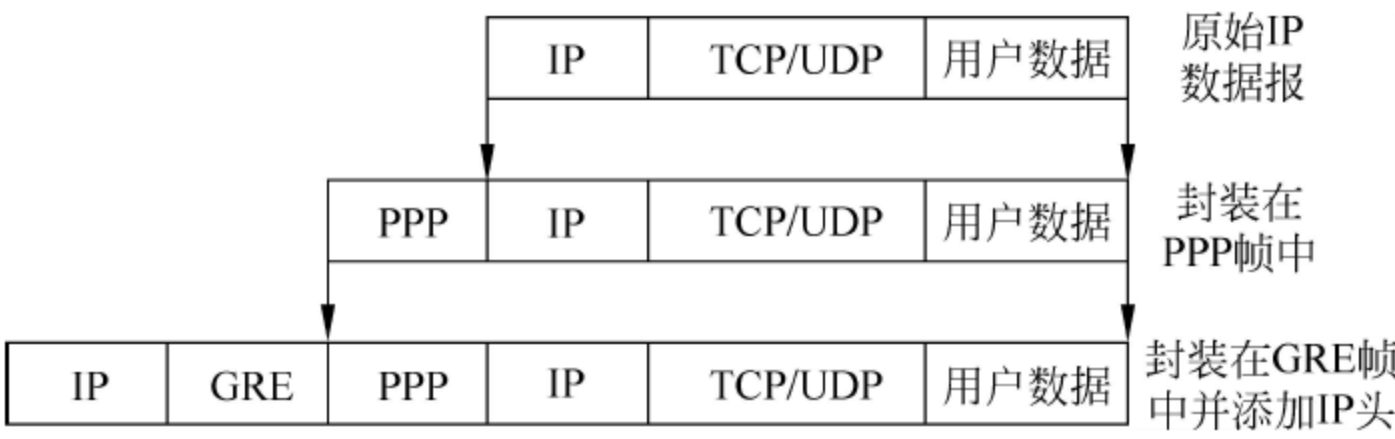 IP TCP/UDP 用户数据 原始IP
数据报
PPP IP TCP/UDP 用户数据 封装在
PPP帧中
IP GRE PPP IP TCP/UDP 用户数据 封装在GRE帧
中并添加IP头